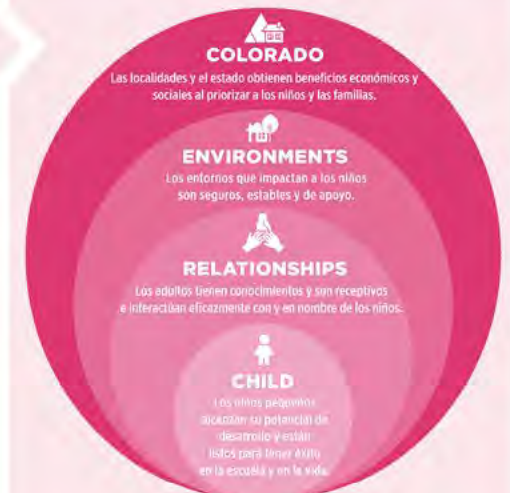 COLORADO
Las localidades y el estado obtienen beneficios económicos y
sociales al priorizar a los niños y las familias.
ENVIRONMENTS
Los entornos que impactan a los niños
son seguros, estables y de apoyo.
RELATIONSHIPS
Los adultos tienen conocimientos y son receptivos
e interactúan eficazmente con y en nombre de los niños.
CHILD
Los niños pequeños
alcanzan su potencial de
desarrollo y están
listos para tener éxito
en la escuela y en la vida.